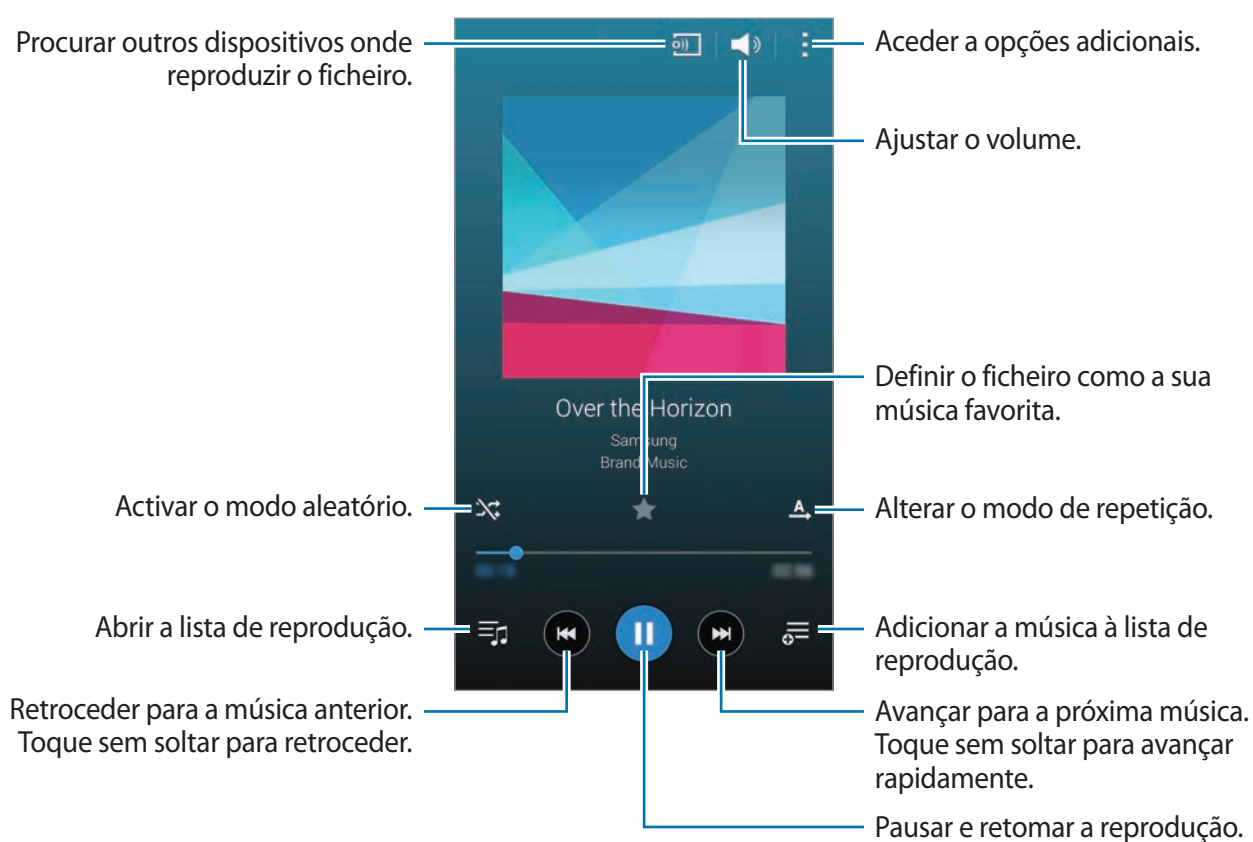 Procurar outros dispositivos onde
reproduzir o ficheiro.
Aceder a opções adicionais.
Ajustar o volume.
Definir o ficheiro como a sua
música favorita.
Over the Horizon
Samsung
Brand Music
Activar o modo aleatório.
A
Alterar o modo de repetição.
Abrir a lista de reprodução.
Adicionar a música à lista de
reprodução.
Retroceder para a música anterior.
Toque sem soltar para retroceder.
Avançar para a próxima música.
Toque sem soltar para avançar
rapidamente.
Pausar e retomar a reprodução.